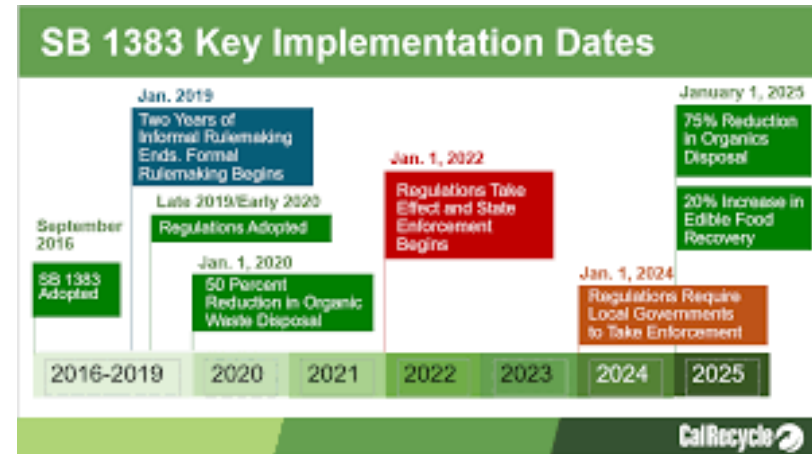 SB 1383 Key Implementation Dates
Jan. 2019
Two Years of
Informal Rulemaking
Ends. Formal
Rulemaking Begins
January 1, 2025
75% Reduction
in Organics
Disposal
Jan. 1, 2022
Regulations Take
Effect and State
Enforcement
Begins
Late 2019/Early 2020
Regulations Adopted
20% Increase in
Edible Food
Recovery
September
2016
SB 1383
Adopted
Jan. 1, 2020
50 Percent
Reduction in Organic
Waste Disposal
Jan. 1, 2024
Regulations Require
Local Governments
to Take Enforcement
2016-2019
2020
2021
2022
2023
2024
2025
CalRecycle